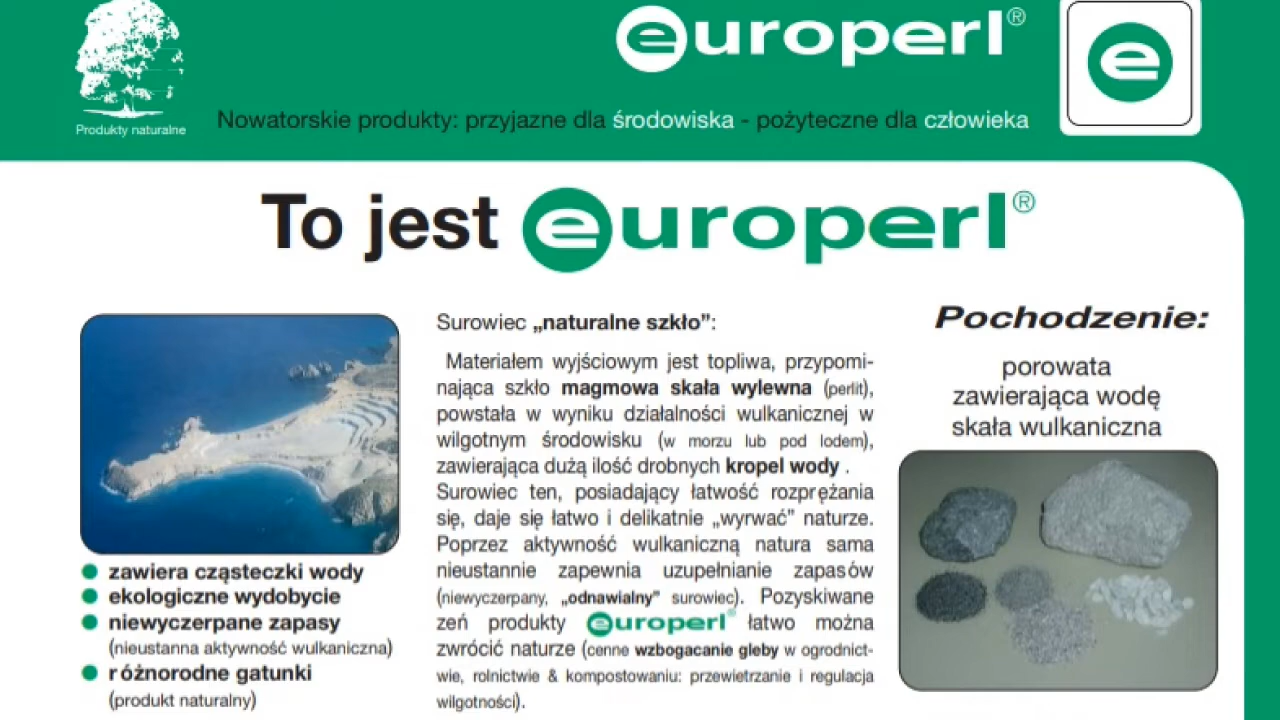 europerl®
e
Produkty naturalne
Nowatorskie produkty: przyjazne dla środowiska - pożyteczne dla człowieka
To jest europerl®
zawiera cząsteczki wody
ekologiczne wydobycie
niewyczerpane zapasy
(nieustanna aktywność wulkaniczna)
różnorodne gatunki
(produkt naturalny)
Surowiec „naturalne szkło”:
Materiałem wyjściowym jest topliwa, przypomi-
nająca szkło magmowa skała wylewna (perlit),
powstała w wyniku działalności wulkanicznej w
wilgotnym środowisku (w morzu lub pod lodem),
zawierająca dużą ilość drobnych kropel wody .
Surowiec ten, posiadający łatwość rozprężania
się, daje się łatwo i delikatnie „wyrwać” naturze.
Poprzez aktywność wulkaniczną natura sama
nieustannie zapewnia uzupełnianie zapasów
(niewyczerpany, „odnawialny” surowiec). Pozyskiwane
zeń produkty europerl® łatwo można
zwrócić naturze (cenne wzbogacanie gleby w ogrodnict-
wie, rolnictwie & kompostowaniu: przewietrzanie i regulacja
wilgotności).
Pochodzenie:
porowata
zawierająca wodę
skała wulkaniczna